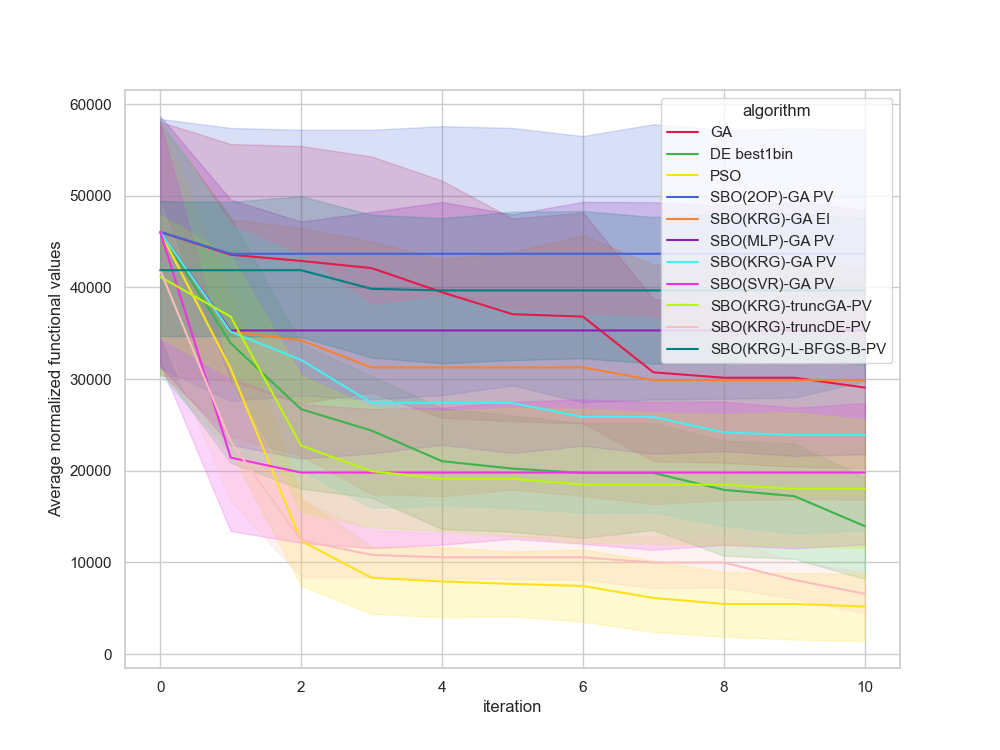 60000
50000
40000
30000
20000
10000
0
Average normalized functional values
0 2 4 6 8 10
iteration
algorithm
GA
DE best1bin
PSO
SBO(2OP)-GA PV
SBO(KRG)-GA EI
SBO(MLP)-GA PV
SBO(KRG)-GA PV
SBO(SVR)-GA PV
SBO(KRG)-truncGA-PV
SBO(KRG)-truncDE-PV
SBO(KRG)-L-BFGS-B-PV